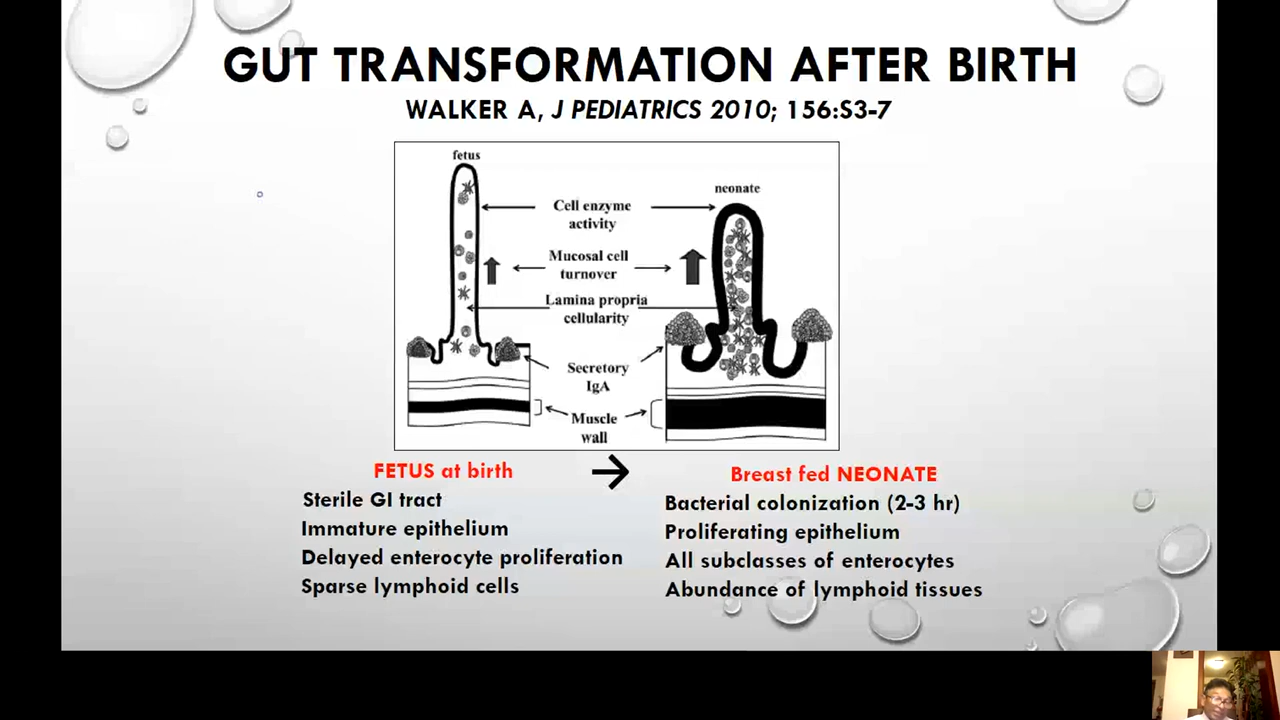 GUT TRANSFORMATION AFTER BIRTH
WALKER A, J PEDIATRICS 2010; 156:S3-7
fetus
neonate
Cell enzyme
activity
Mucosal cell
turnover
Lamina propria
cellularity
Secretory
IgA
Muscle
wall
FETUS at birth
Sterile GI tract
Immature epithelium
Delayed enterocyte proliferation
Sparse lymphoid cells
Breast fed NEONATE
Bacterial colonization (2-3 hr)
Proliferating epithelium
All subclasses of enterocytes
Abundance of lymphoid tissues